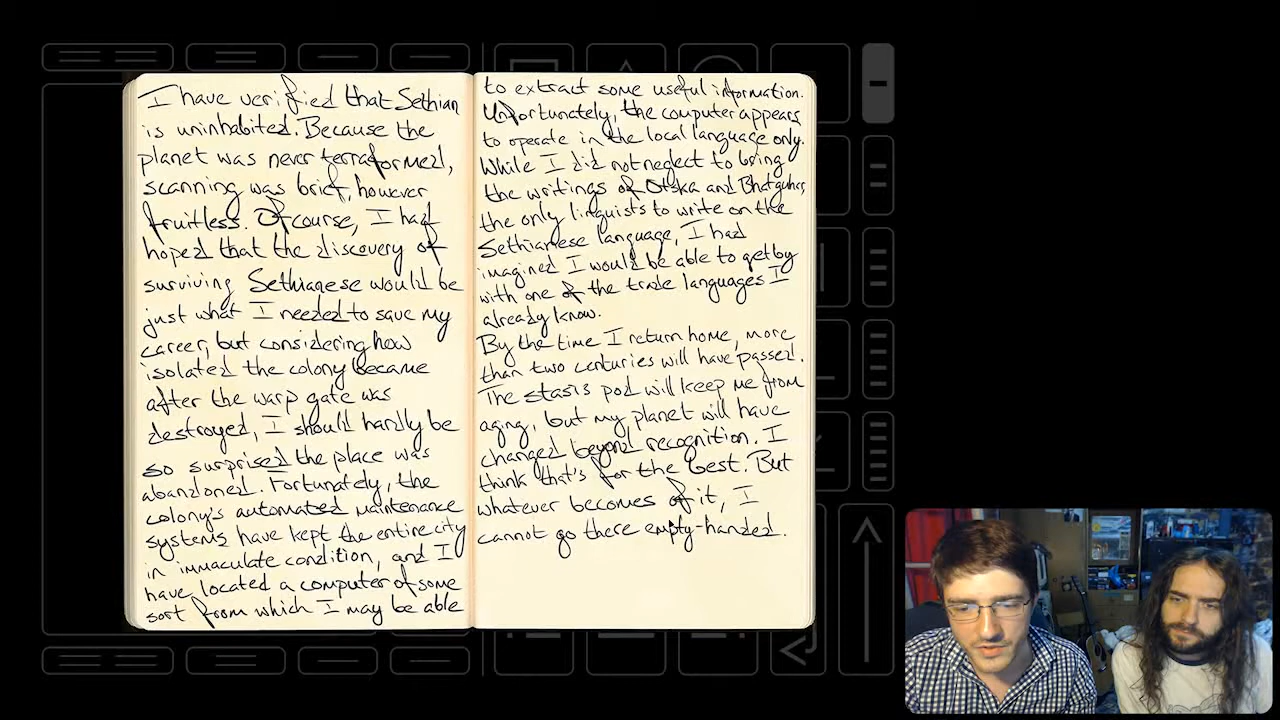 I have verified that Sethian
is uninhabited. Because the
planet was never terraformed,
scanning was brief, however
fruitless. Of course, I had
hoped that the discovery of
surviving Sethianese would be
just what I needed to save my
career, but considering how
isolated the colony became
after the warp gate was
destroyed, I should hardly be
so surprised the place was
abandoned. Fortunately, the
colony's automated maintenance
systems have kept the entire city
in immaculate condition, and I
have located a computer of some
sort from which I may be able
to extract some useful information.
Unfortunately, the computer appears
to operate in the local language only.
While I did not neglect to bring
the writings of Otska and Bhatguhar,
the only linguists to write on the
Sethianese language, I had
imagined I would be able to get by
with one of the trade languages I
already know.
By the time I return home, more
than two centuries will have passed.
The stasis pod will keep me from
aging, but my planet will have
changed beyond recognition. I
think that's for the best. But
whatever becomes of it, I
cannot go there empty-handed.